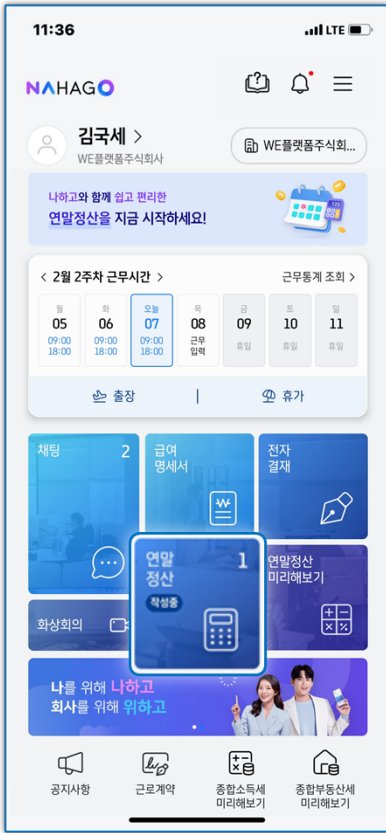 11:36
LTE
NAHAGO
김국세 >
WE플랫폼주식회사
WE플랫폼주식회...
나하고와 함께 쉽고 편리한
연말정산을 지금 시작하세요!
< 2월 2주차 근무시간 >
근무통계 조회 >
월 화 오늘 목 금 토 일
05 06 07 08 09 10 11
09:00 09:00 09:00 근무 휴일 휴일 휴일
18:00 18:00 18:00 입력
출장 | 휴가
채팅 2
급여
명세서
전자
결재
연말
정산
1
작성중
연말정산
미리해보기
화상회의
나를 위해 나하고
회사를 위해 위하고
공지사항
근로계약
종합소득세
미리해보기
종합부동산세
미리해보기